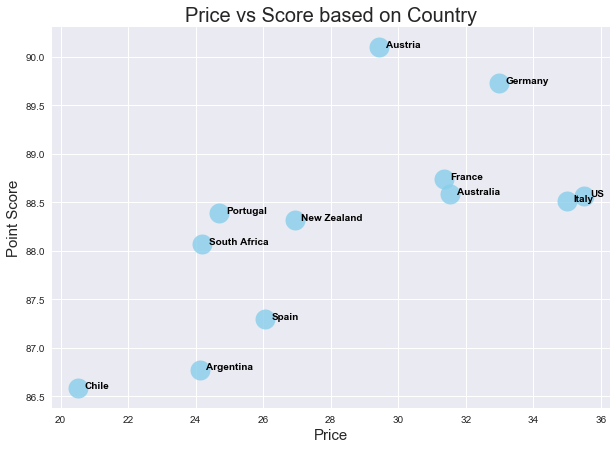 Price vs Score based on Country
Point Score
90.0
89.5
89.0
88.5
88.0
87.5
87.0
86.5
Austria
Germany
France
Australia
US
Italy
Portugal
New Zealand
South Africa
Spain
Argentina
Chile
20 22 24 26 28 30 32 34 36
Price